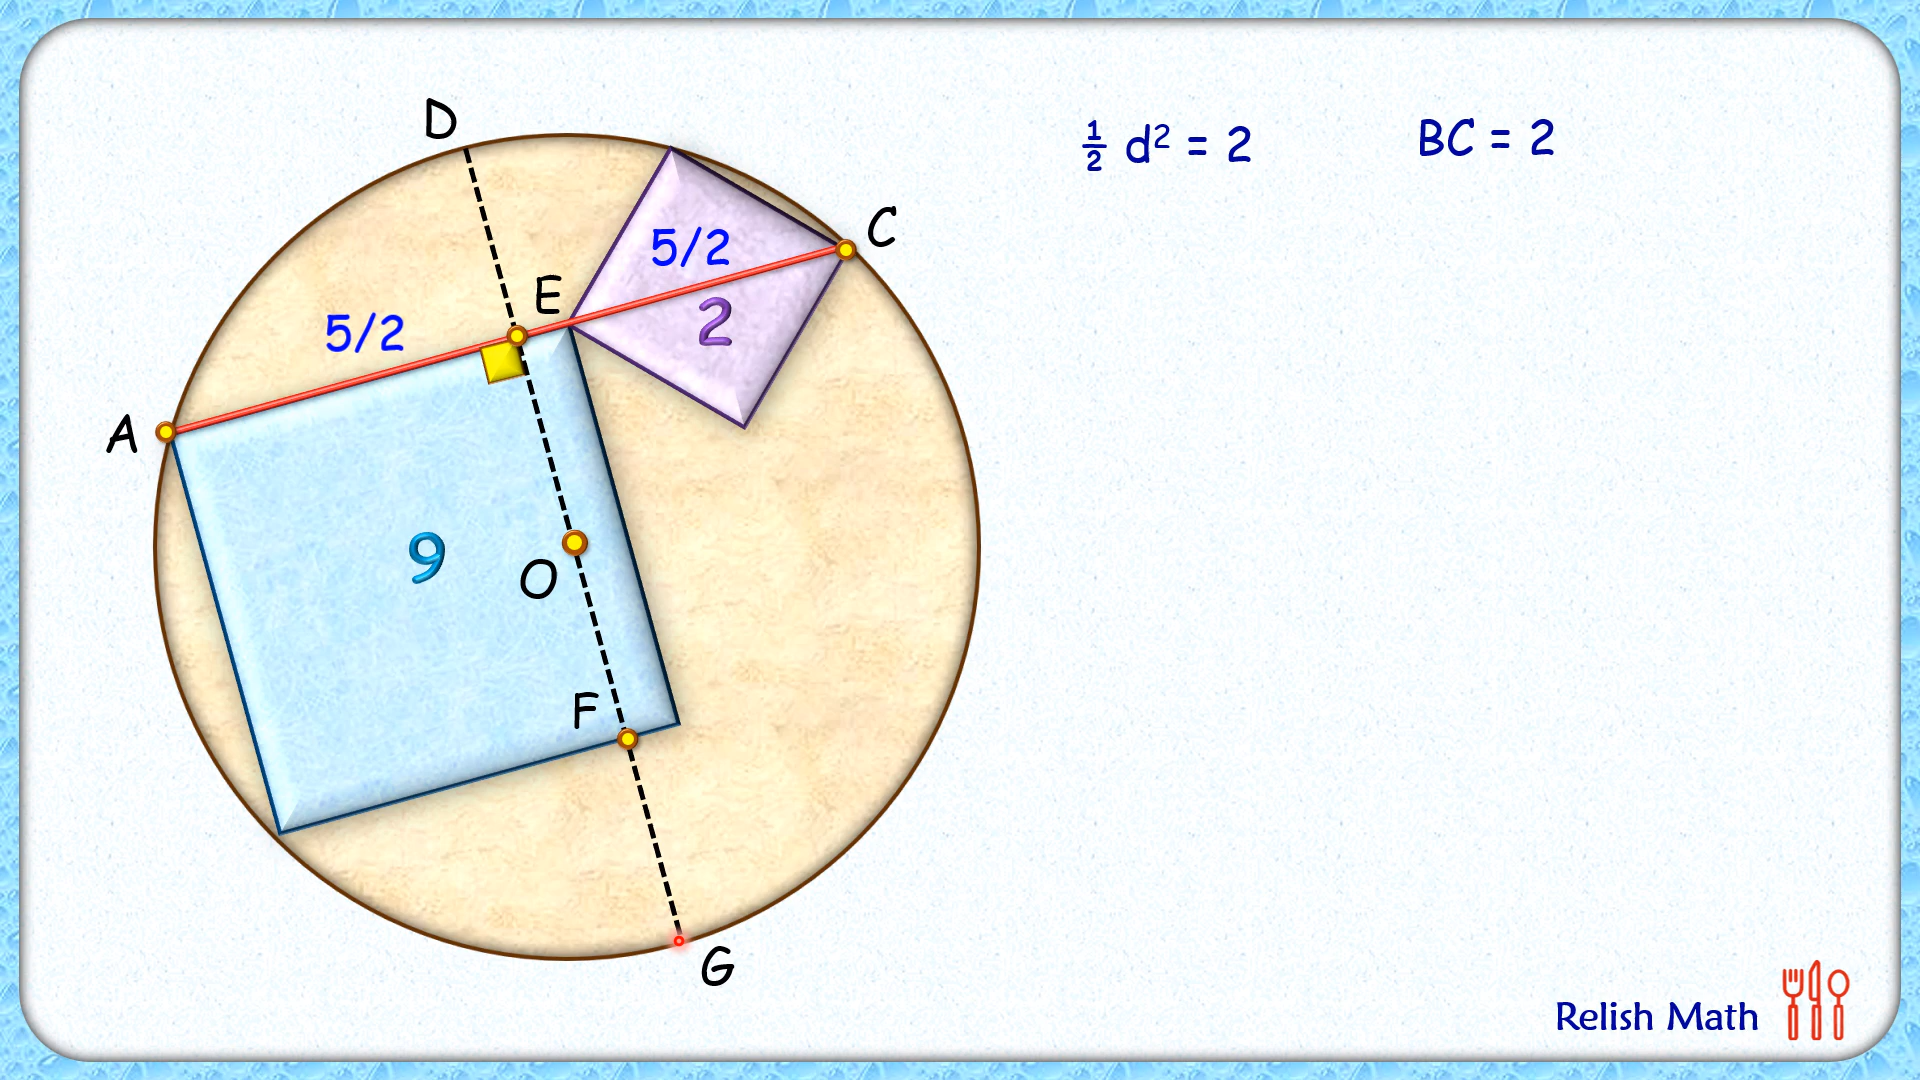 D
½ d² = 2
BC = 2
C
5/2
E
2
5/2
A
9
O
F
G
Relish Math